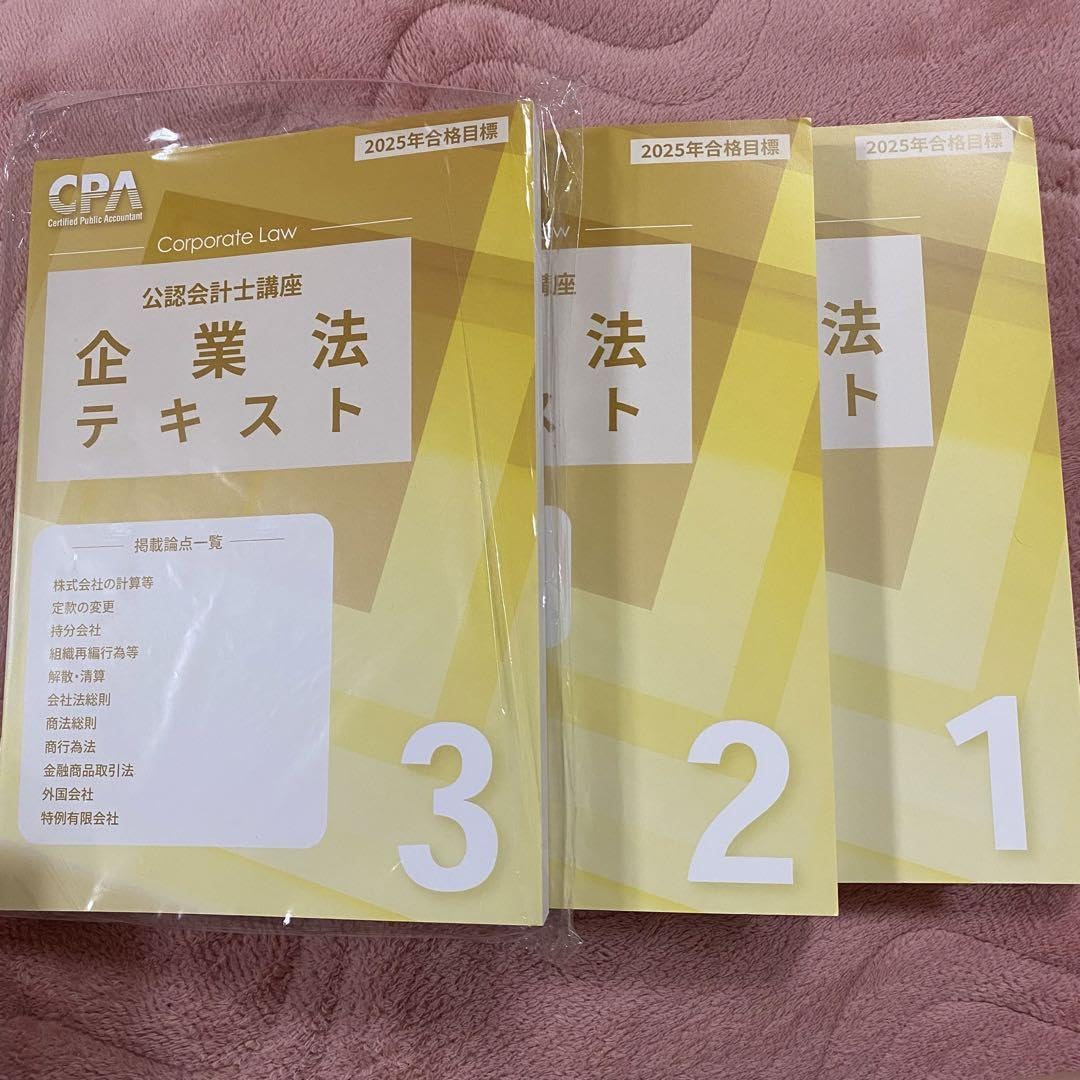 2025年合格目標
CPA
Certified Public Accountant
Corporate Law
公認会計士講座
企業法
テキスト
掲載論点一覧
株式会社の計算等
定款の変更
持分会社
組織再編行為等
解散・清算
会社法総則
商法総則
商行為法
金融商品取引法
外国会社
特例有限会社
3
2025年合格目標
w
講座
法
スト
2
2025年合格目標
法
ト
1